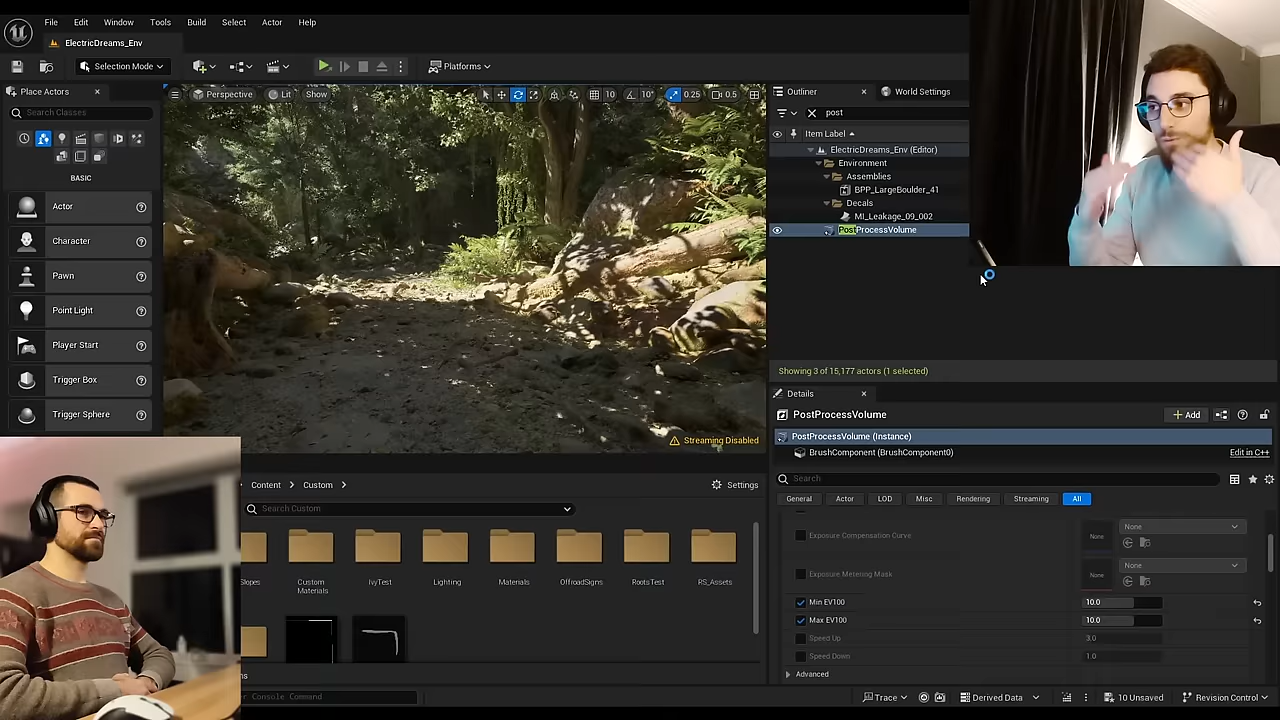 File Edit Window Tools Build Select Actor Help
ElectricDreams_Env
Selection Mode
Platforms
Place Actors
Search Classes
BASIC
Actor
Character
Pawn
Point Light
Player Start
Trigger Box
Trigger Sphere
Perspective Lit Show 10 10° 0.25 0.5
Streaming Disabled
Content Custom Settings
Search Custom
Custom Materials
IvyTest
Lighting
Materials
OffroadSigns
RootsTest
RS_Assets
Console Command
Outliner World Settings
post
Item Label
ElectricDreams_Env (Editor)
Environment
Assemblies
BPP_LargeBoulder_41
Decals
MI_Leakage_09_002
PostProcessVolume
Showing 3 of 15,177 actors (1 selected)
Details
PostProcessVolume
Add
PostProcessVolume (Instance)
BrushComponent (BrushComponent0) Edit in C++
Search
General Actor LOD Misc Rendering Streaming All
None None
Exposure Compensation Curve
None None
Exposure Metering Mask
Min EV100 10.0
Max EV100 10.0
Speed Up 3.0
Speed Down 1.0
Advanced
Trace Derived Data 10 Unsaved Revision Control